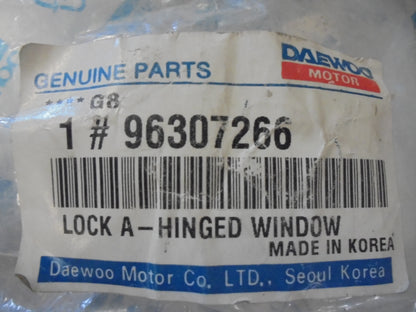 DAEWOO
MOTOR
GENUINE PARTS
****G8
1 # 96307266
LOCK A-HINGED WINDOW
MADE IN KOREA
Daewoo Motor Co. LTD., Seoul Korea